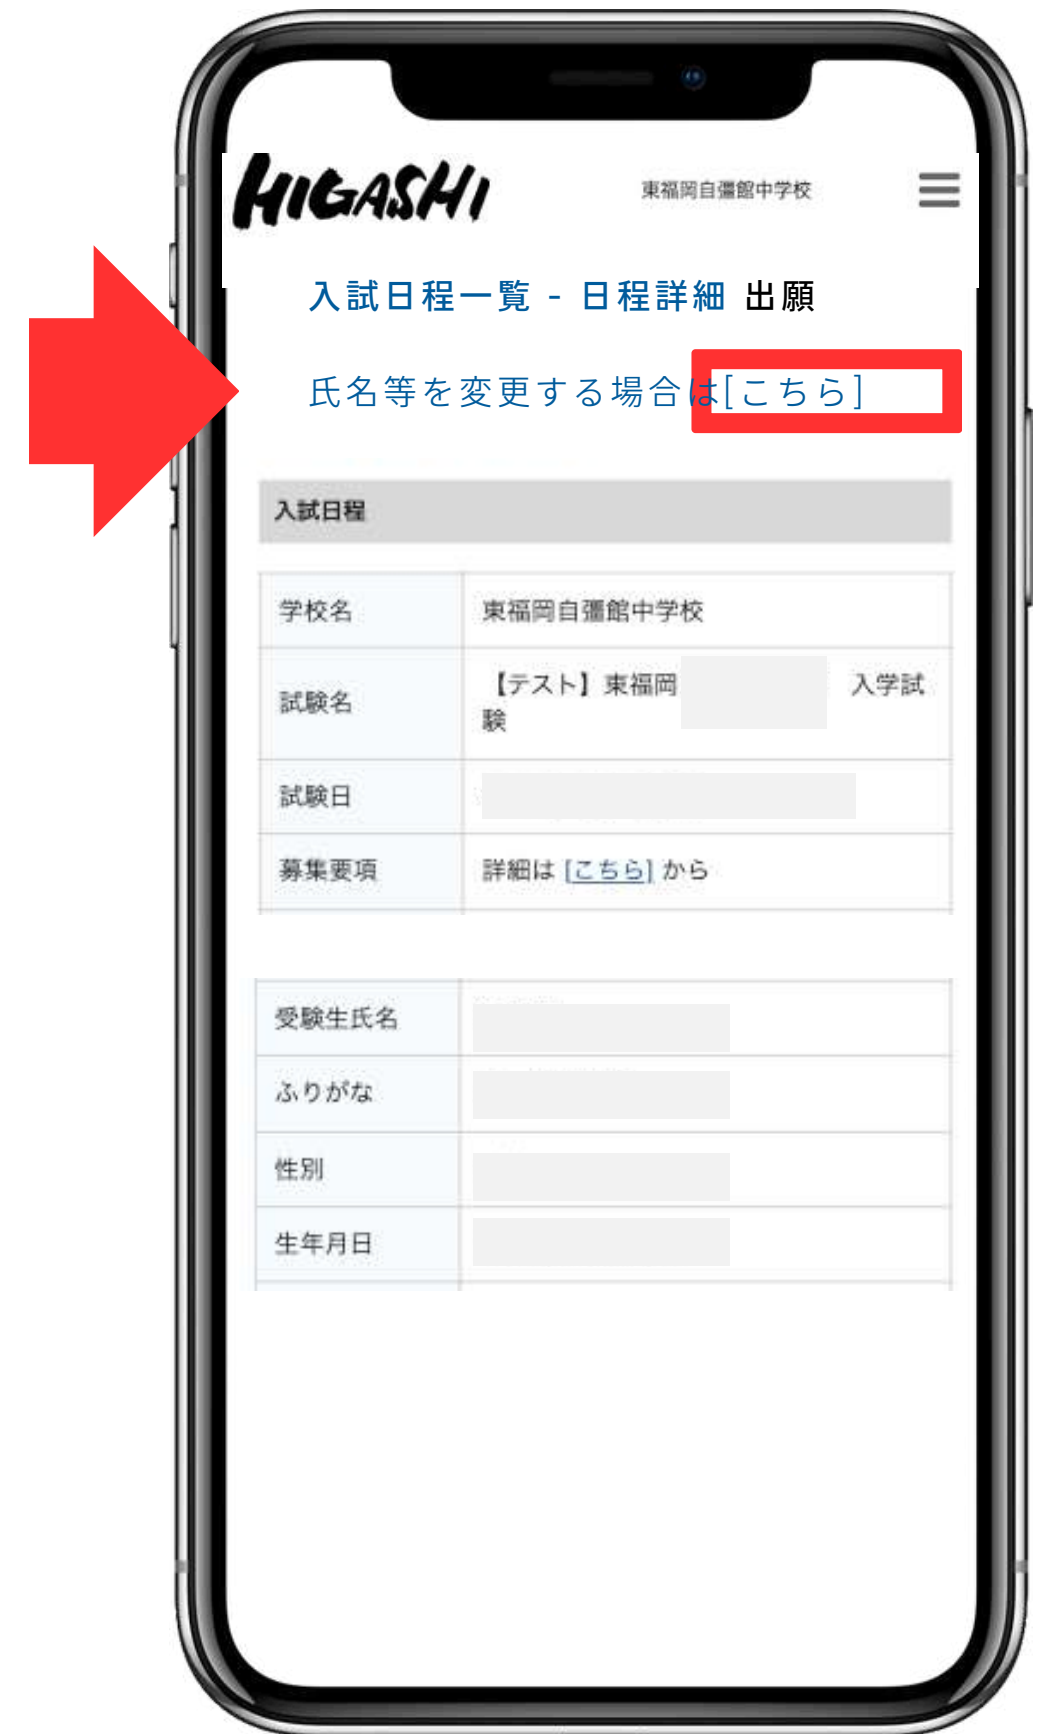 HIGASHI
東福岡自彊館中学校
入試日程一覧 - 日程詳細 出願
氏名等を変更する場合は[こちら]
入試日程
学校名 東福岡自彊館中学校
試験名 【テスト】東福岡 入学試
験
試験日
募集要項 詳細は [こちら] から
受験生氏名
ふりがな
性別
生年月日